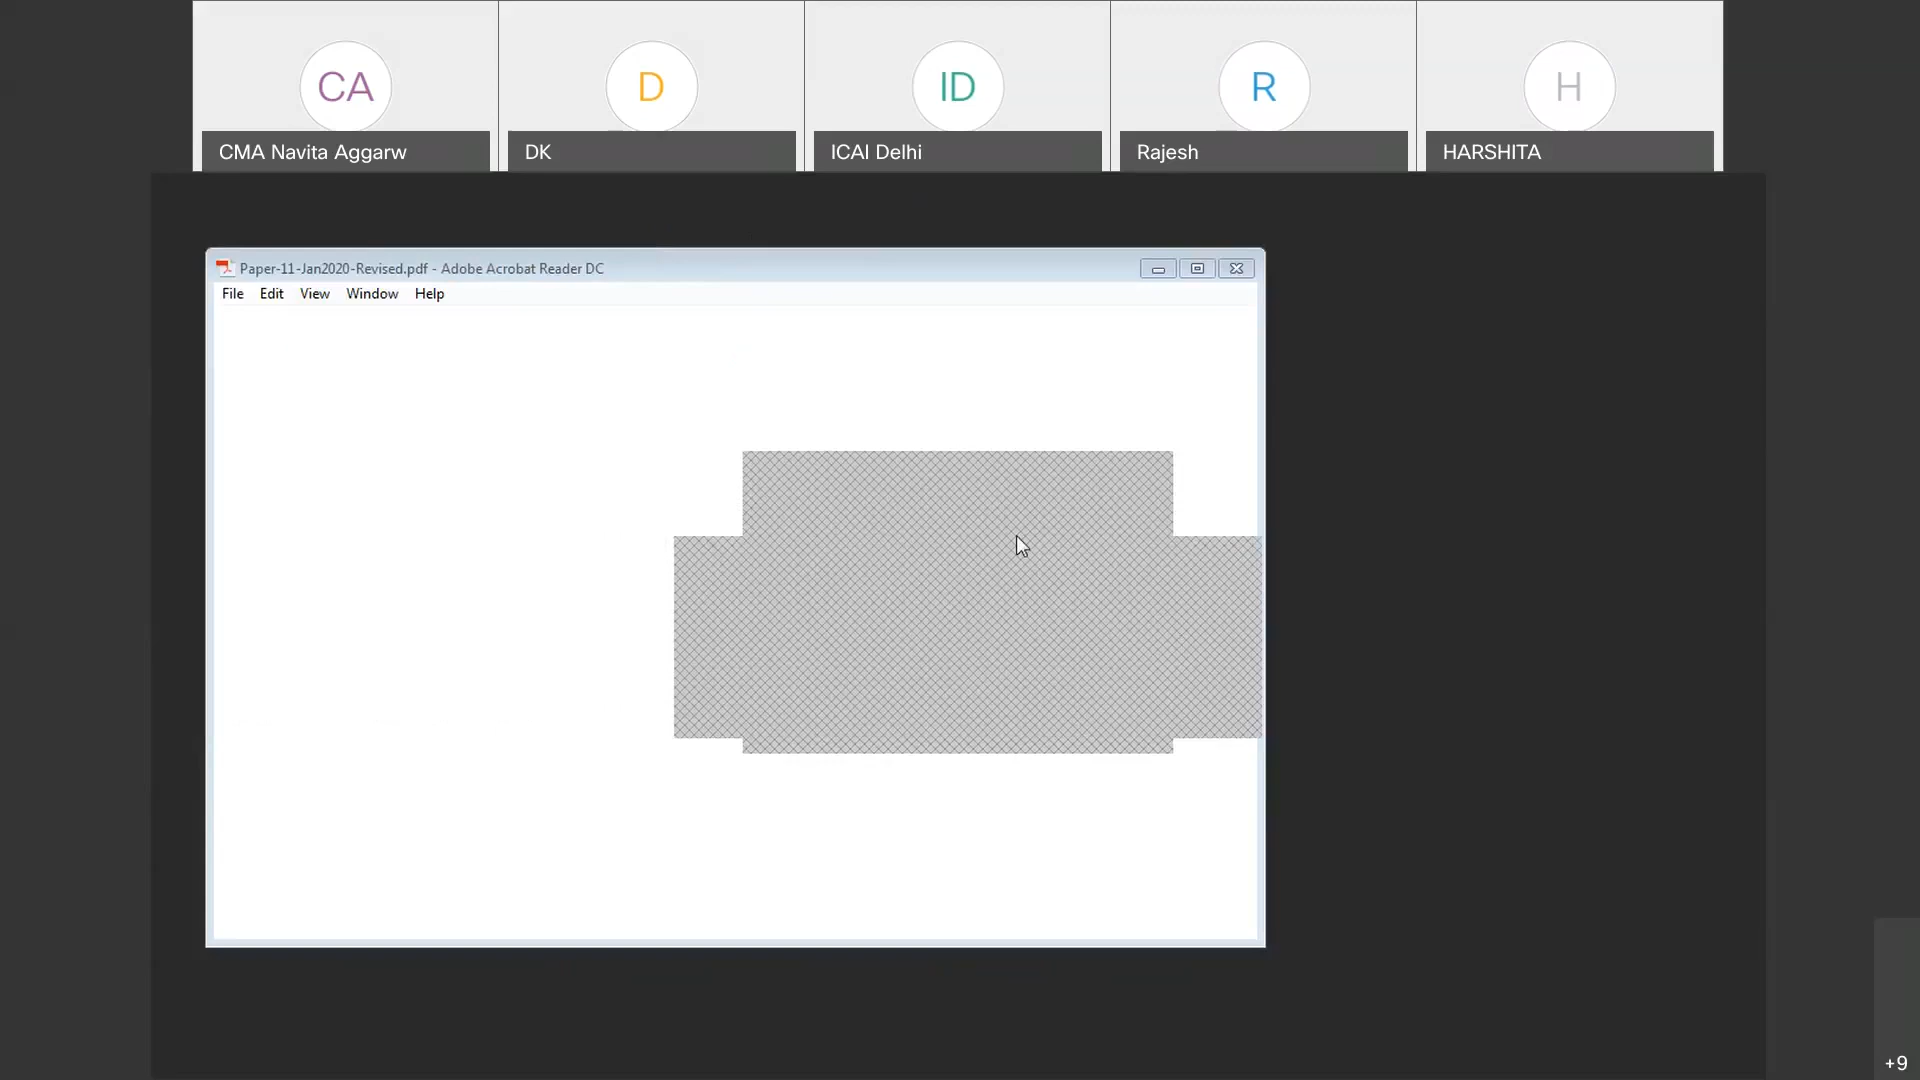 CA
D
ID
R
H
CMA Navita Aggarw
DK
ICAI Delhi
Rajesh
HARSHITA
Paper-11-Jan2020-Revised.pdf - Adobe Acrobat Reader DC
File Edit View Window Help
+9